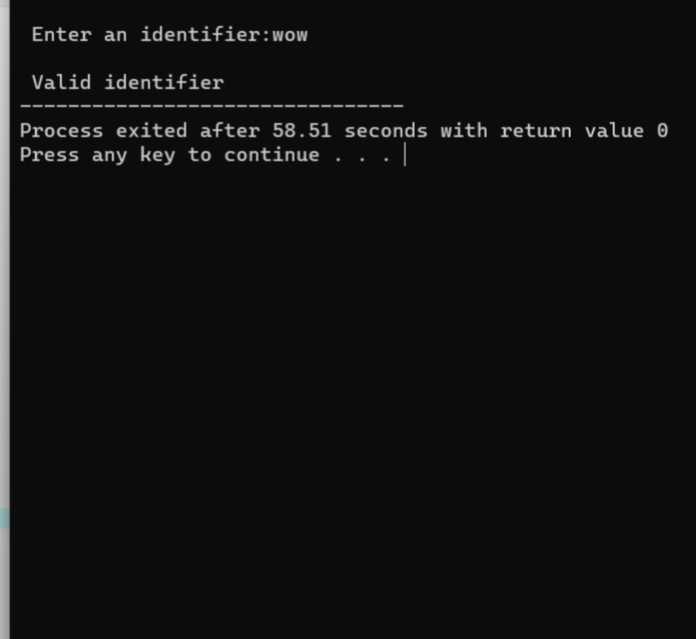 Enter an identifier:wow
Valid identifier
--------------------------------
Process exited after 58.51 seconds with return value 0
Press any key to continue . . .